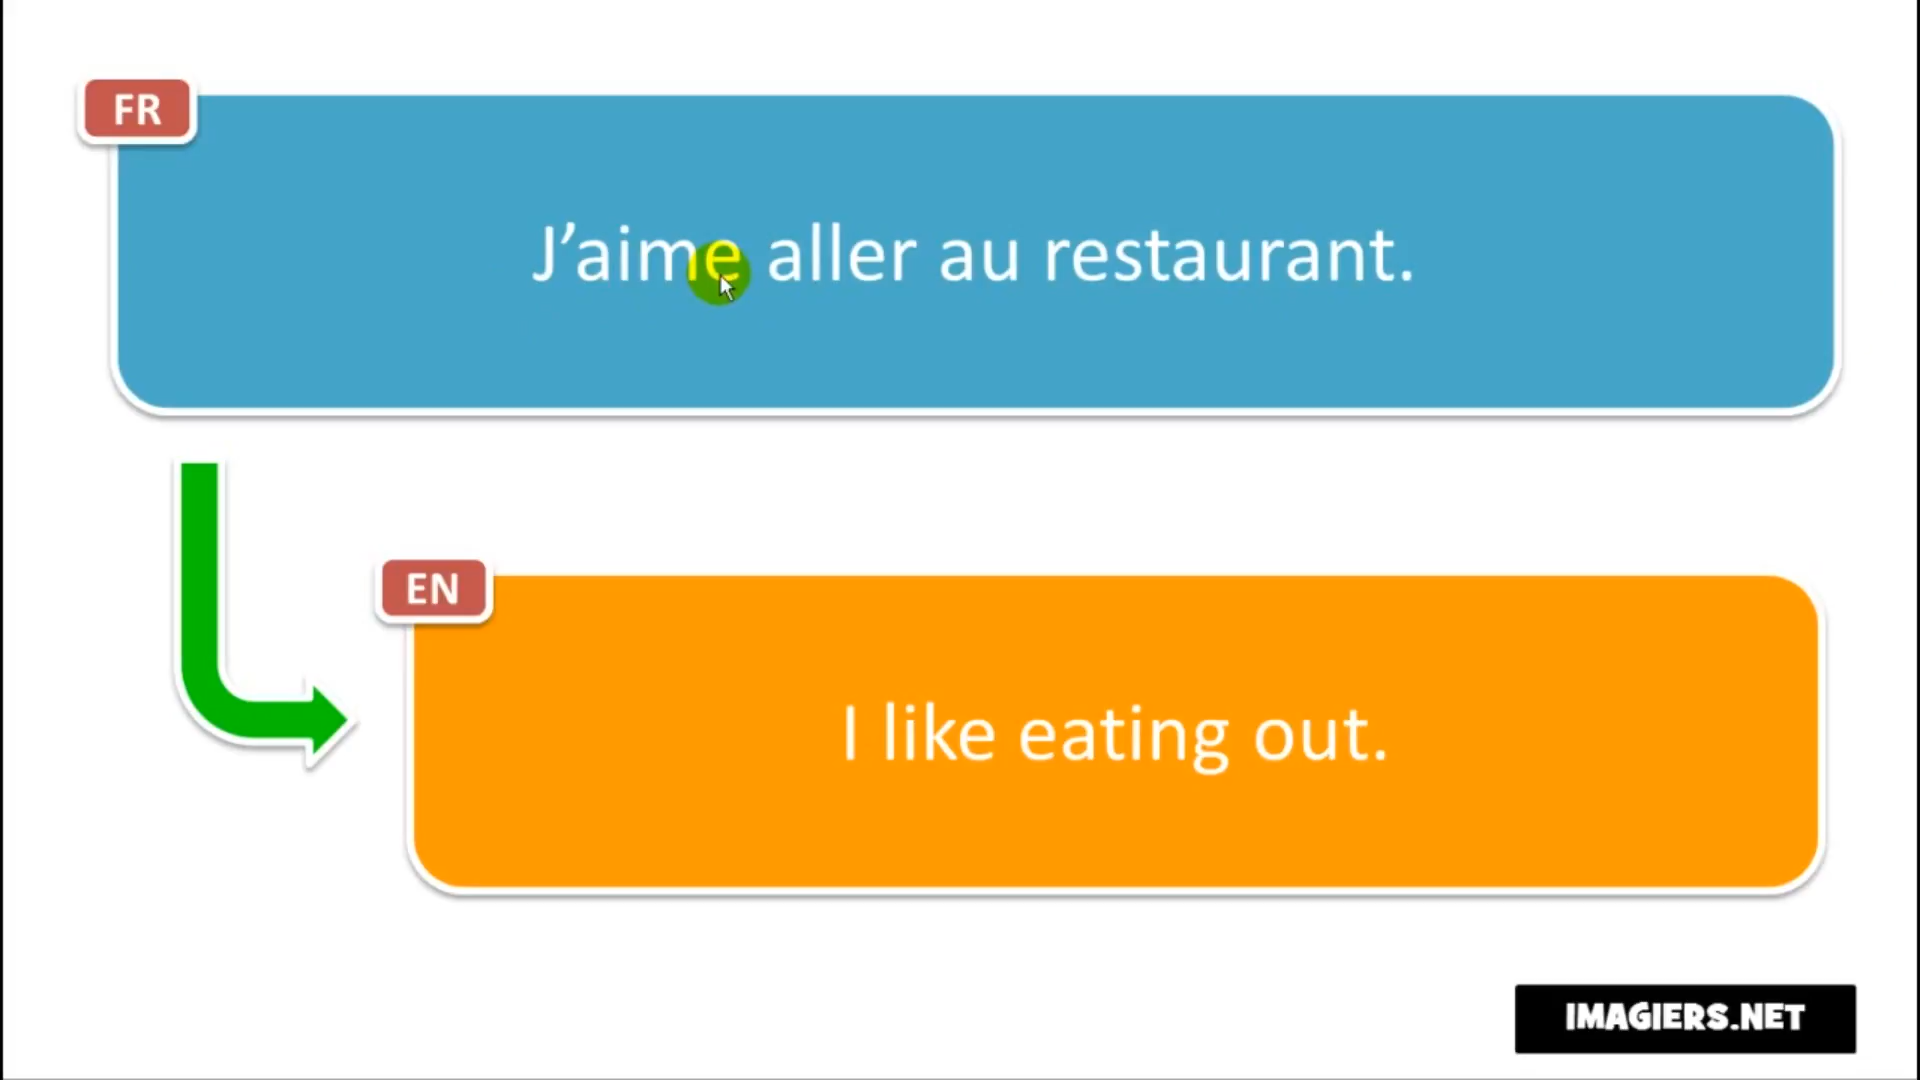 FR
J’aime aller au restaurant.
EN
I like eating out.
IMAGIERS.NET